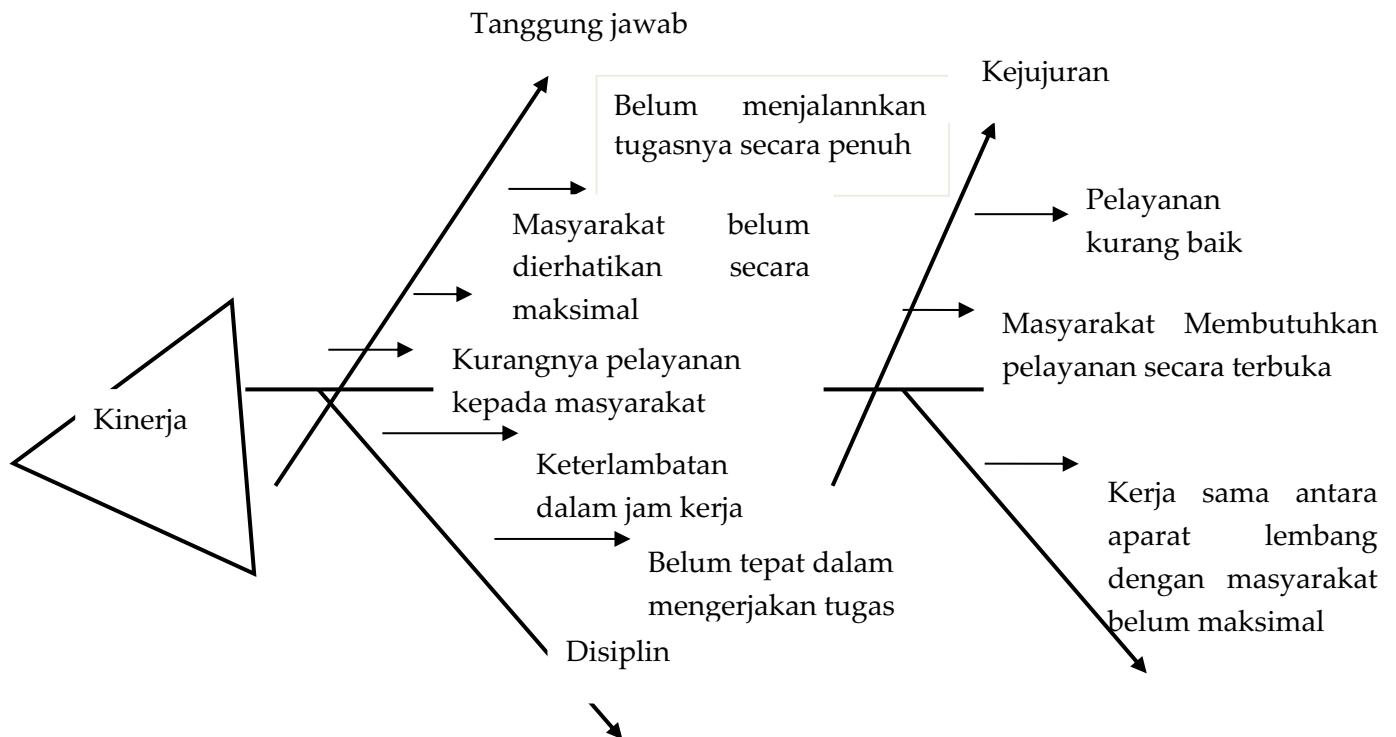 Tanggung jawab
Kejujuran
Belum menjalannkan
tugasnya secara penuh
Pelayanan
kurang baik
Masyarakat belum
dierhatikan secara
maksimal
Masyarakat Membutuhkan
pelayanan secara terbuka
Kurangnya pelayanan
kepada masyarakat
Kinerja
Keterlambatan
dalam jam kerja
Kerja sama antara
aparat lembang
dengan masyarakat
belum maksimal
Belum tepat dalam
mengerjakan tugas
Disiplin